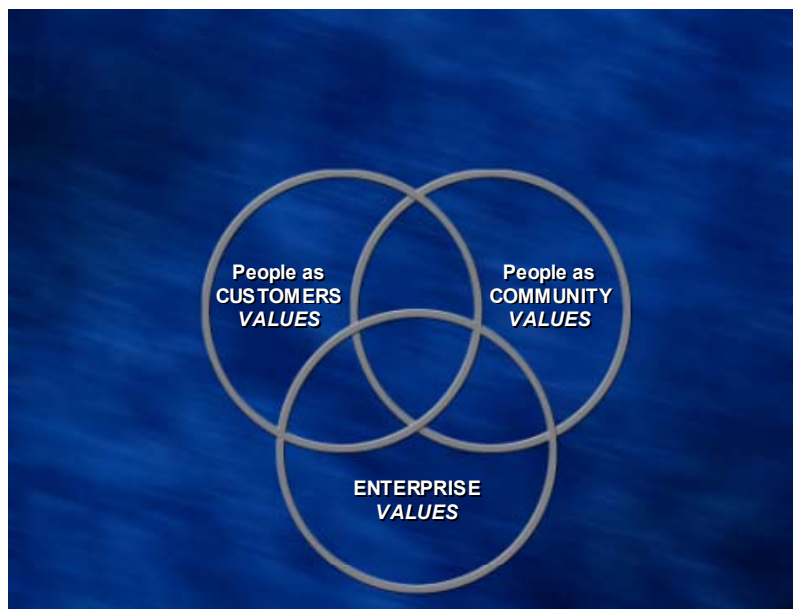 People as
CUSTOMERS
VALUES
People as
COMMUNITY
VALUES
ENTERPRISE
VALUES